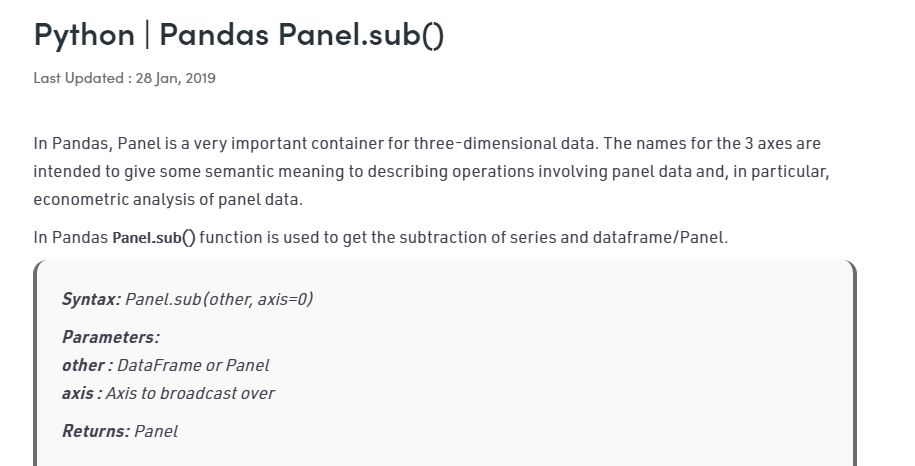 Python | Pandas Panel.sub()
Last Updated : 28 Jan, 2019
In Pandas, Panel is a very important container for three-dimensional data. The names for the 3 axes are
intended to give some semantic meaning to describing operations involving panel data and, in particular,
econometric analysis of panel data.
In Pandas Panel.sub() function is used to get the subtraction of series and dataframe/Panel.
Syntax: Panel.sub(other, axis=0)
Parameters:
other : DataFrame or Panel
axis : Axis to broadcast over
Returns: Panel